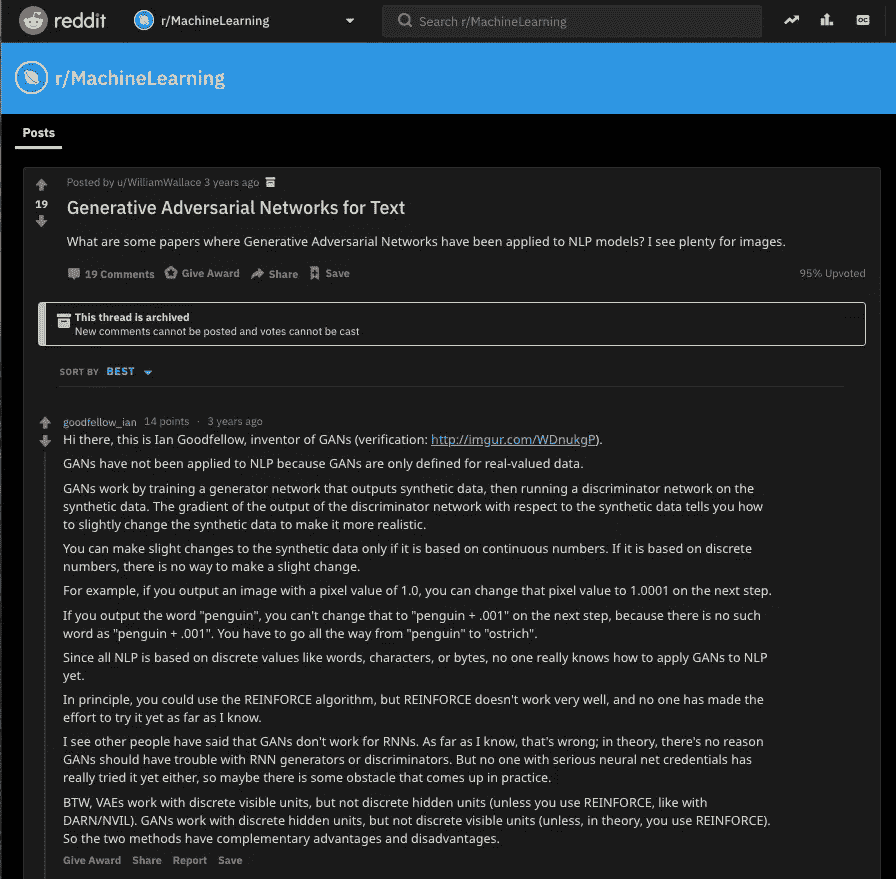 reddit
r/MachineLearning
Search r/MachineLearning
OC
r/MachineLearning
Posts
Posted by u/WilliamWallace 3 years ago
19
Generative Adversarial Networks for Text
What are some papers where Generative Adversarial Networks have been applied to NLP models? I see plenty for images.
19 Comments Give Award Share Save 95% Upvoted
This thread is archived
New comments cannot be posted and votes cannot be cast
SORT BY BEST
goodfellow_ian 14 points · 3 years ago
Hi there, this is Ian Goodfellow, inventor of GANs (verification: http://imgur.com/WDnukgP).
GANs have not been applied to NLP because GANs are only defined for real-valued data.
GANs work by training a generator network that outputs synthetic data, then running a discriminator network on the
synthetic data. The gradient of the output of the discriminator network with respect to the synthetic data tells you how
to slightly change the synthetic data to make it more realistic.
You can make slight changes to the synthetic data only if it is based on continuous numbers. If it is based on discrete
numbers, there is no way to make a slight change.
For example, if you output an image with a pixel value of 1.0, you can change that pixel value to 1.0001 on the next step.
If you output the word "penguin", you can't change that to "penguin + .001" on the next step, because there is no such
word as "penguin + .001". You have to go all the way from "penguin" to "ostrich".
Since all NLP is based on discrete values like words, characters, or bytes, no one really knows how to apply GANs to NLP
yet.
In principle, you could use the REINFORCE algorithm, but REINFORCE doesn't work very well, and no one has made the
effort to try it yet as far as I know.
I see other people have said that GANs don't work for RNNs. As far as I know, that's wrong; in theory, there's no reason
GANs should have trouble with RNN generators or discriminators. But no one with serious neural net credentials has
really tried it yet either, so maybe there is some obstacle that comes up in practice.
BTW, VAEs work with discrete visible units, but not discrete hidden units (unless you use REINFORCE, like with
DARN/NVIL). GANs work with discrete hidden units, but not discrete visible units (unless, in theory, you use REINFORCE).
So the two methods have complementary advantages and disadvantages.
Give Award Share Report Save